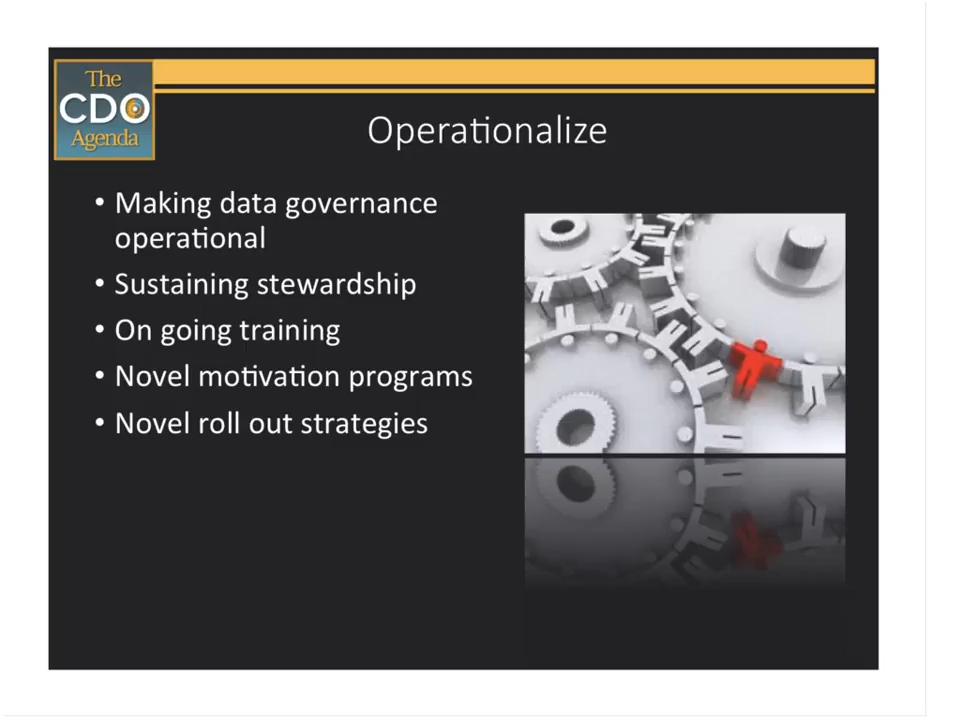 The
CDO
Agenda
Operationalize
• Making data governance
operational
• Sustaining stewardship
• On going training
• Novel motivation programs
• Novel roll out strategies